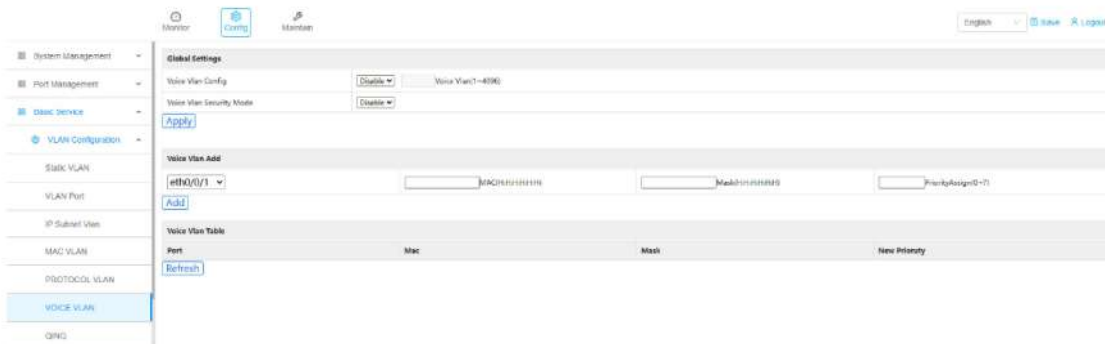 Monitor
Config
Maintain
English
Save
Logout
System Management
Port Management
Basic Service
VLAN Configuration
Static VLAN
VLAN Port
IP Subnet Vlan
MAC VLAN
PROTOCOL VLAN
VOICE VLAN
QINQ
Global Settings
Voice Vlan Config Disable Voice Vlan(1~4096)
Voice Vlan Security Mode Disable
Apply
Voice Vlan Add
eth0/0/1 PriorityAssign(0~7)
Add
Voice Vlan Table
Port Mac Mask New Priority
Refresh